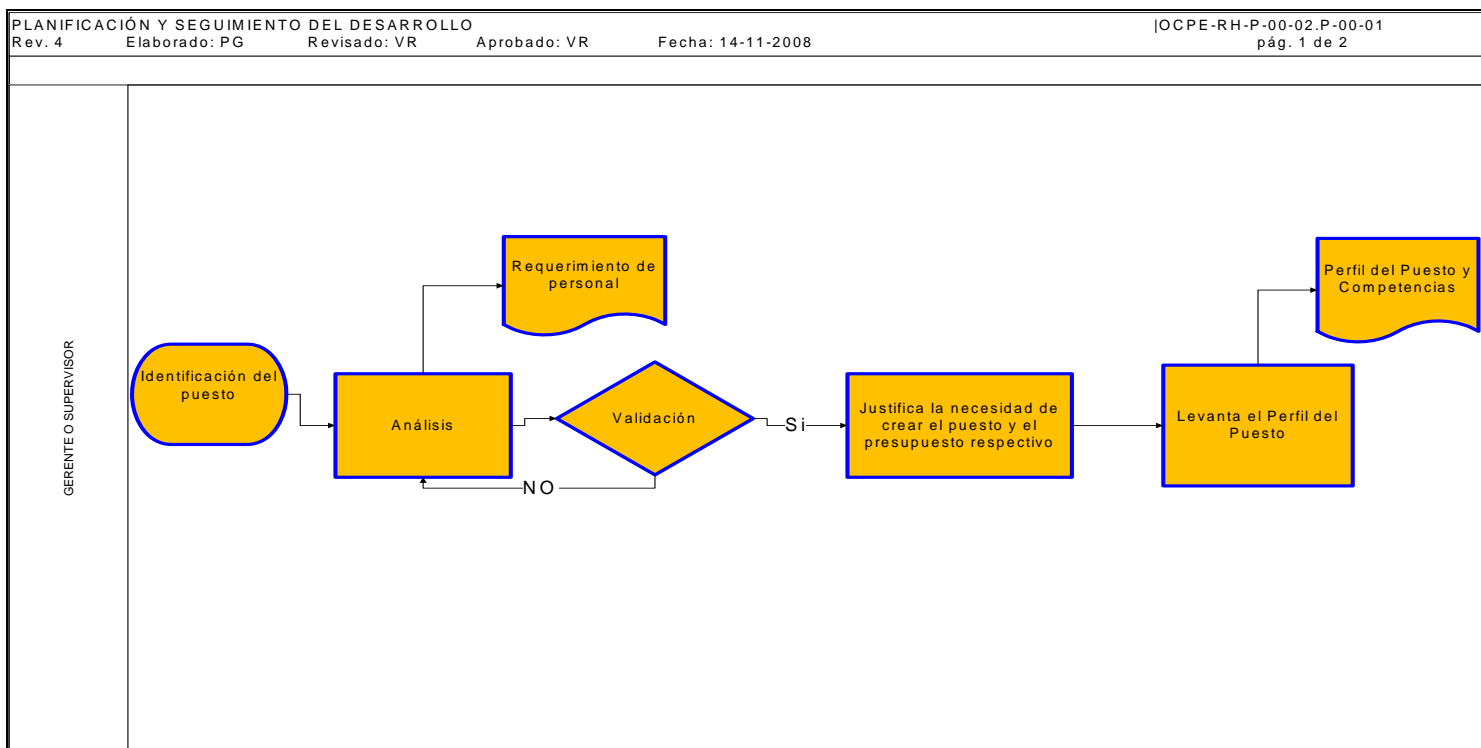 PLANIFICACIÓN Y SEGUIMIENTO DEL DESARROLLO
|OCPE-RH-P-00-02.P-00-01
Rev. 4 Elaborado: PG Revisado: VR Aprobado: VR Fecha: 14-11-2008
pág. 1 de 2
GERENTE O SUPERVISOR
Identificación del
puesto
Análisis
Requerimiento de
personal
Validación
NO
Si
Justifica la necesidad de
crear el puesto y el
presupuesto respectivo
Levanta el Perfil del
Puesto
Perfil del Puesto y
Competencias